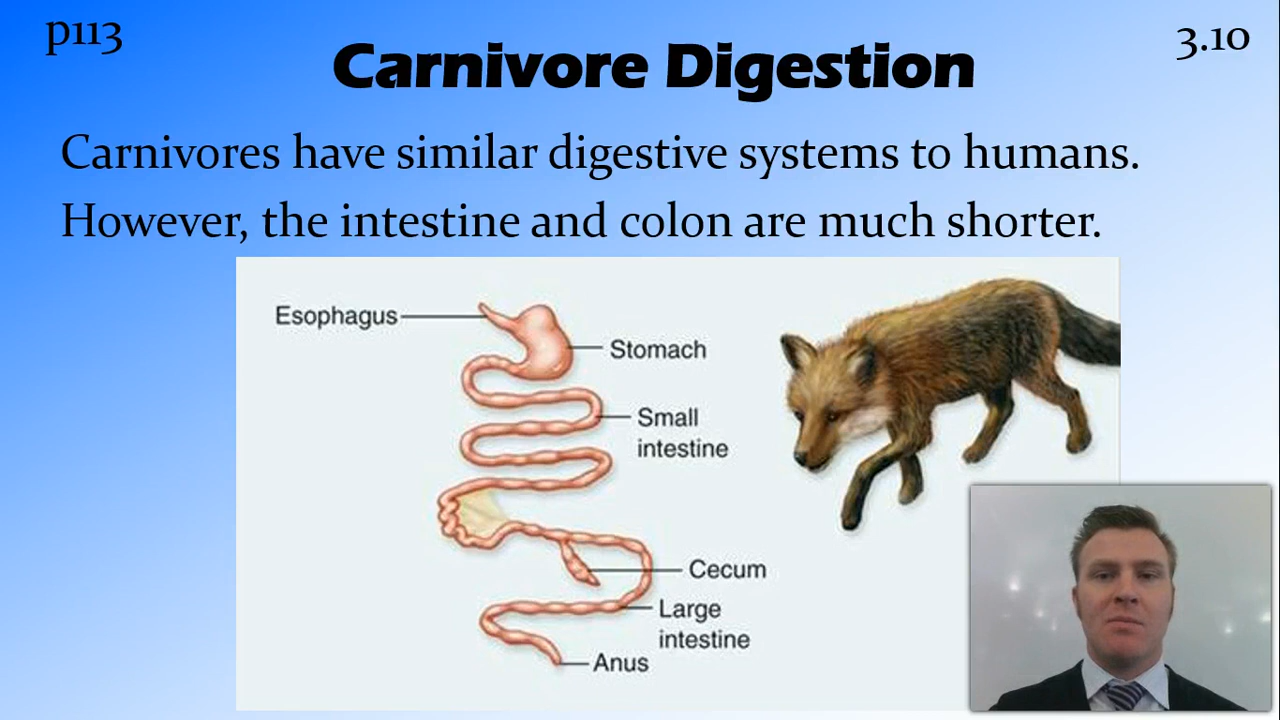 p113
3.10
Carnivore Digestion
Carnivores have similar digestive systems to humans.
However, the intestine and colon are much shorter.
Esophagus
Stomach
Small
intestine
Cecum
Large
intestine
Anus